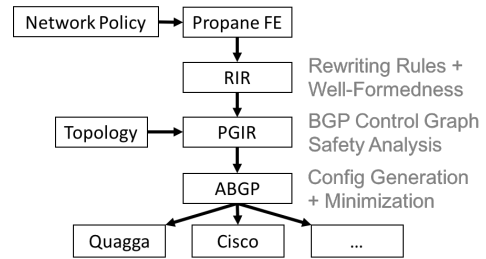 Network Policy
Propane FE
RIR
Rewriting Rules +
Well-Formedness
Topology
PGIR
BGP Control Graph
Safety Analysis
ABGP
Config Generation
+ Minimization
Quagga
Cisco
...